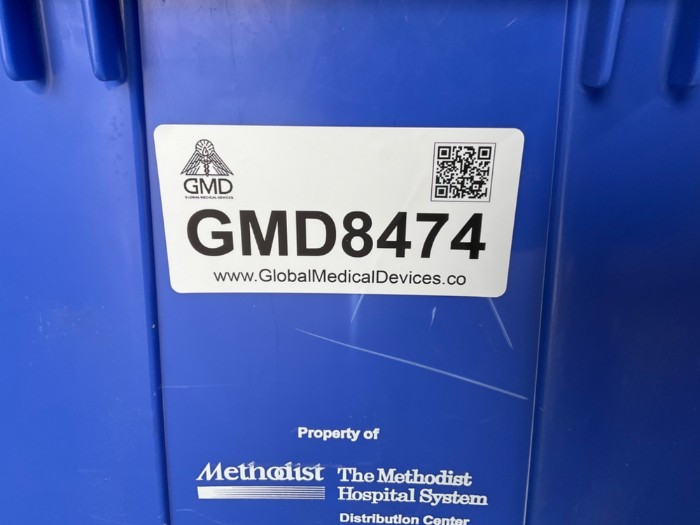 GMD
GLOBAL MEDICAL DEVICES
GMD8474
www.GlobalMedicalDevices.co
Property of
Methodist The Methodist
Hospital System
Distribution Center